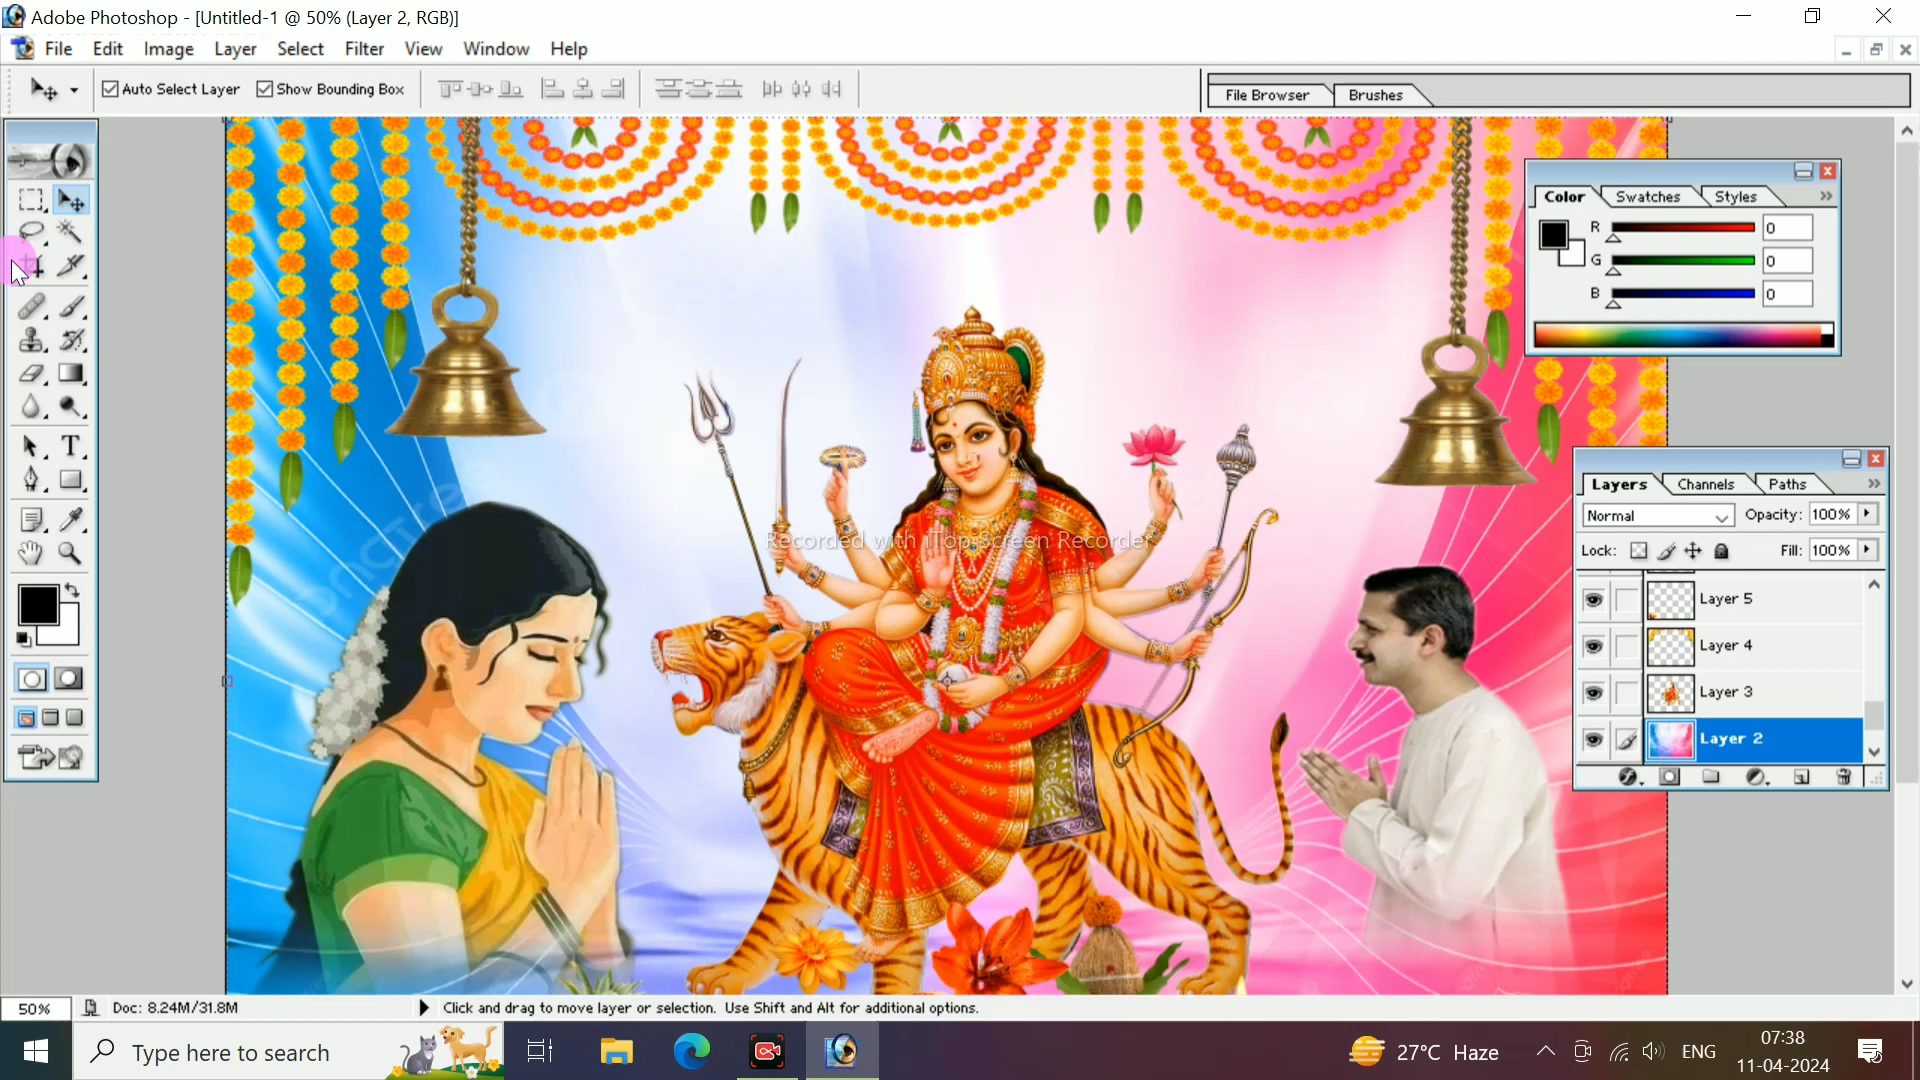 Adobe Photoshop - [Untitled-1 @ 50% (Layer 2, RGB)]
File Edit Image Layer Select Filter View Window Help
Auto Select Layer Show Bounding Box
File Browser Brushes
Color Swatches Styles
R 0
G 0
B 0
Recorded with iTop Screen Recorder
Layers Channels Paths
Normal Opacity: 100%
Lock: Fill: 100%
Layer 5
Layer 4
Layer 3
Layer 2
T
50% Doc: 8.24M/31.8M Click and drag to move layer or selection. Use Shift and Alt for additional options.
Type here to search
27°C Haze
ENG
07:38
11-04-2024